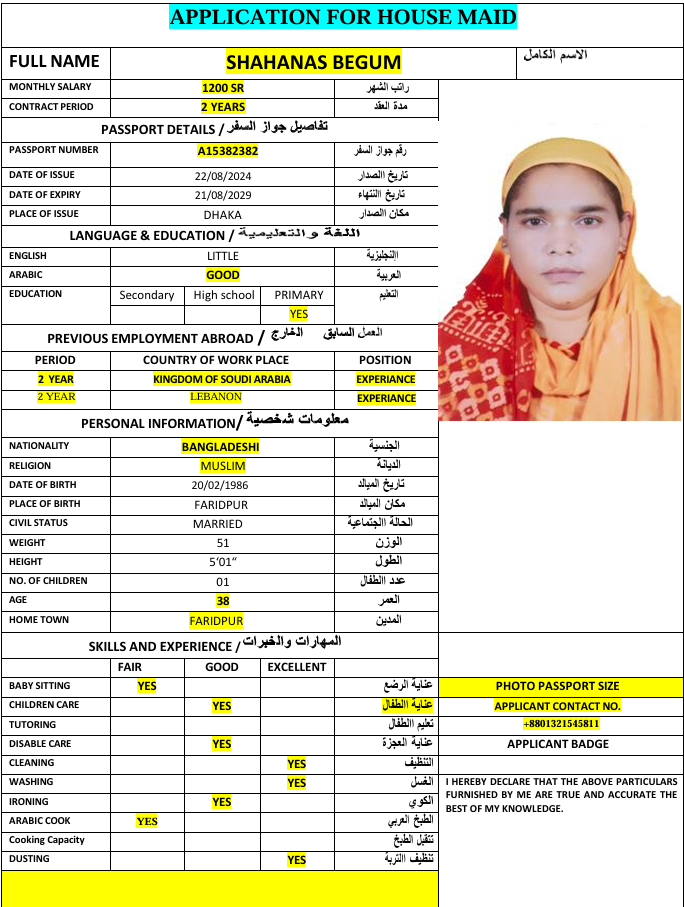 APPLICATION FOR HOUSE MAID
FULL NAME SHAHANAS BEGUM الاسم الكامل
MONTHLY SALARY 1200 SR راتب الشهر
CONTRACT PERIOD 2 YEARS مدة العقد
PASSPORT DETAILS / تفاصيل جواز السفر
PASSPORT NUMBER A15382382 رقم جواز السفر
DATE OF ISSUE 22/08/2024 تاريخ االصدار
DATE OF EXPIRY 21/08/2029 تاريخ االنتهاء
PLACE OF ISSUE DHAKA مكان االصدار
LANGUAGE & EDUCATION / اللغة والتعليمية
ENGLISH LITTLE اإلنجليزية
ARABIC GOOD العربية
EDUCATION Secondary High school PRIMARY التعليم
YES
PREVIOUS EMPLOYMENT ABROAD / العمل السابق الخارج
PERIOD COUNTRY OF WORK PLACE POSITION
2 YEAR KINGDOM OF SOUDI ARABIA EXPERIANCE
2 YEAR LEBANON EXPERIANCE
PERSONAL INFORMATION/ معلومات شخصية
NATIONALITY BANGLADESHI الجنسية
RELIGION MUSLIM الديانة
DATE OF BIRTH 20/02/1986 تاريخ الميالد
PLACE OF BIRTH FARIDPUR مكان الميالد
CIVIL STATUS MARRIED الحالة االجتماعية
WEIGHT 51 الوزن
HEIGHT 5'01" الطول
NO. OF CHILDREN 01 عدد االطفال
AGE 38 العمر
HOME TOWN FARIDPUR المدين
SKILLS AND EXPERIENCE / المهارات والخبرات
FAIR GOOD EXCELLENT
BABY SITTING YES عناية الرضع
CHILDREN CARE YES عناية االطفال
TUTORING تعليم االطفال
DISABLE CARE YES عناية العجزة
CLEANING YES التنظيف
WASHING YES الغسل
IRONING YES الكوي
ARABIC COOK YES الطبخ العربي
Cooking Capacity تتقبل الطبخ
DUSTING YES تنظيف االتربة
PHOTO PASSPORT SIZE
APPLICANT CONTACT NO.
+8801321545811
APPLICANT BADGE
I HEREBY DECLARE THAT THE ABOVE PARTICULARS
FURNISHED BY ME ARE TRUE AND ACCURATE THE
BEST OF MY KNOWLEDGE.